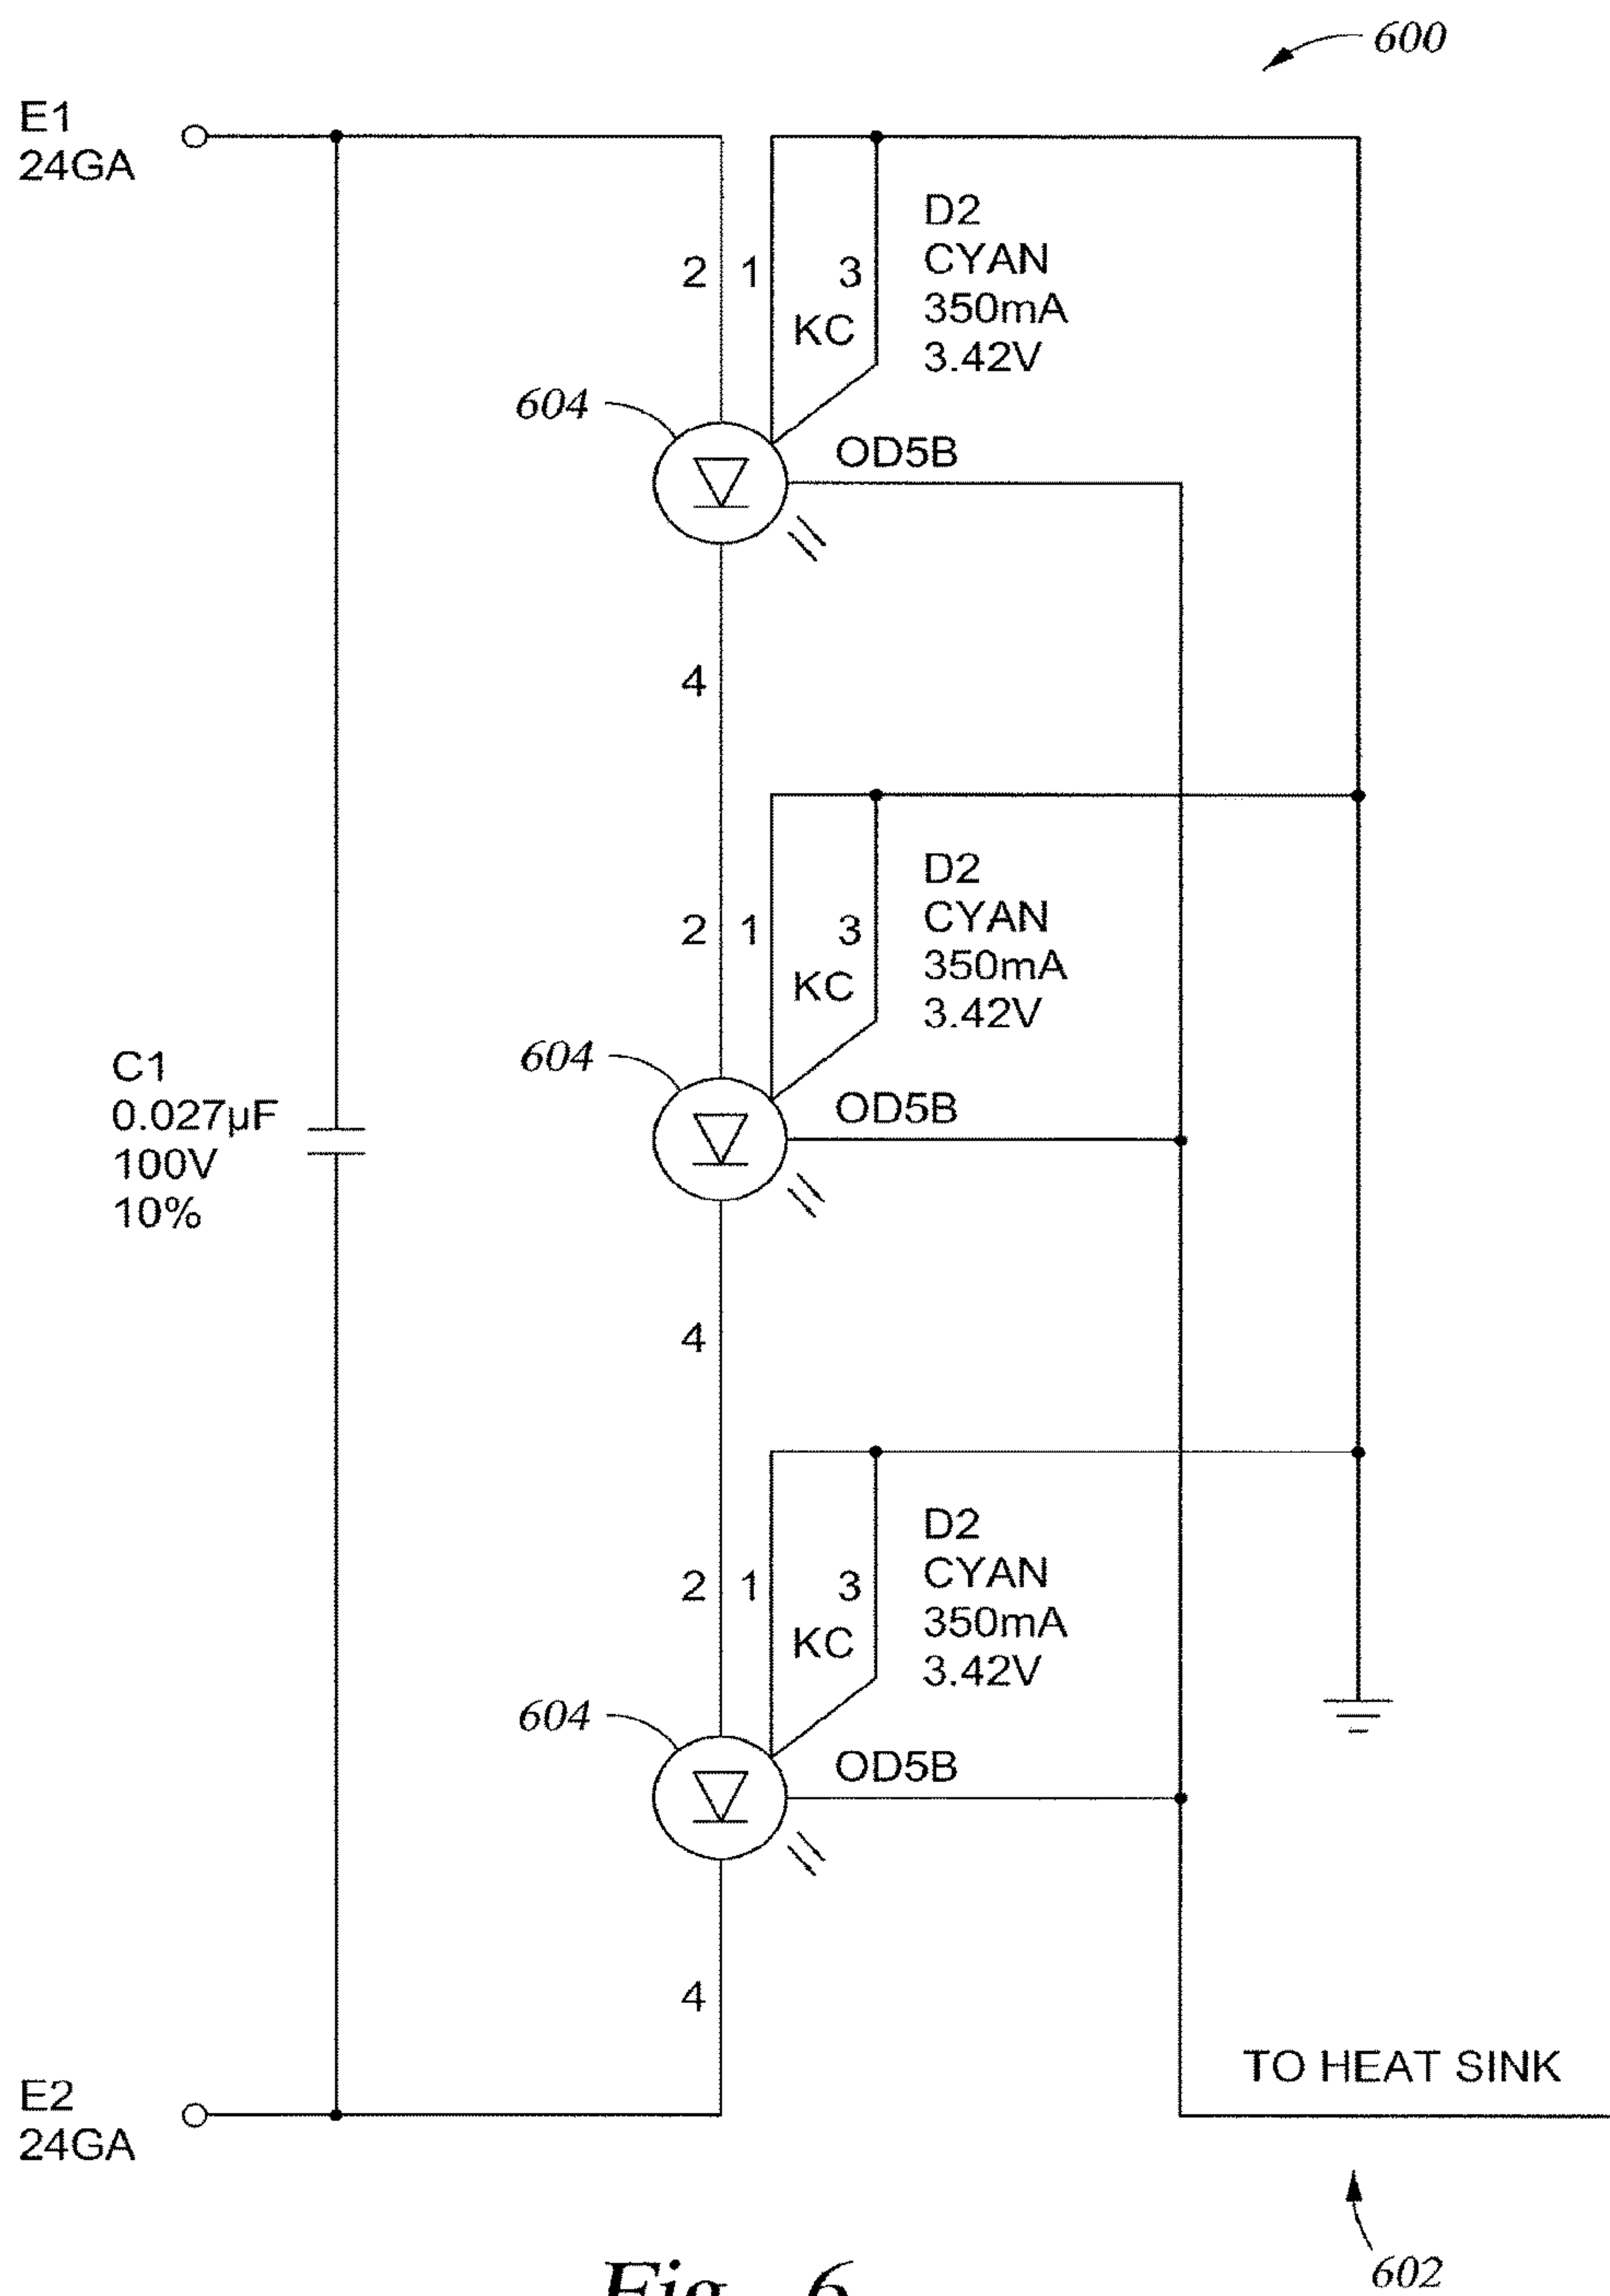 600
E1
24GA
2
1
3
KC
D2
CYAN
350mA
3.42V
604
OD5B
4
2
1
3
KC
D2
CYAN
350mA
3.42V
604
OD5B
C1
0.027µF
100V
10%
4
2
1
3
KC
D2
CYAN
350mA
3.42V
604
OD5B
4
TO HEAT SINK
E2
24GA
602
Fig. 6